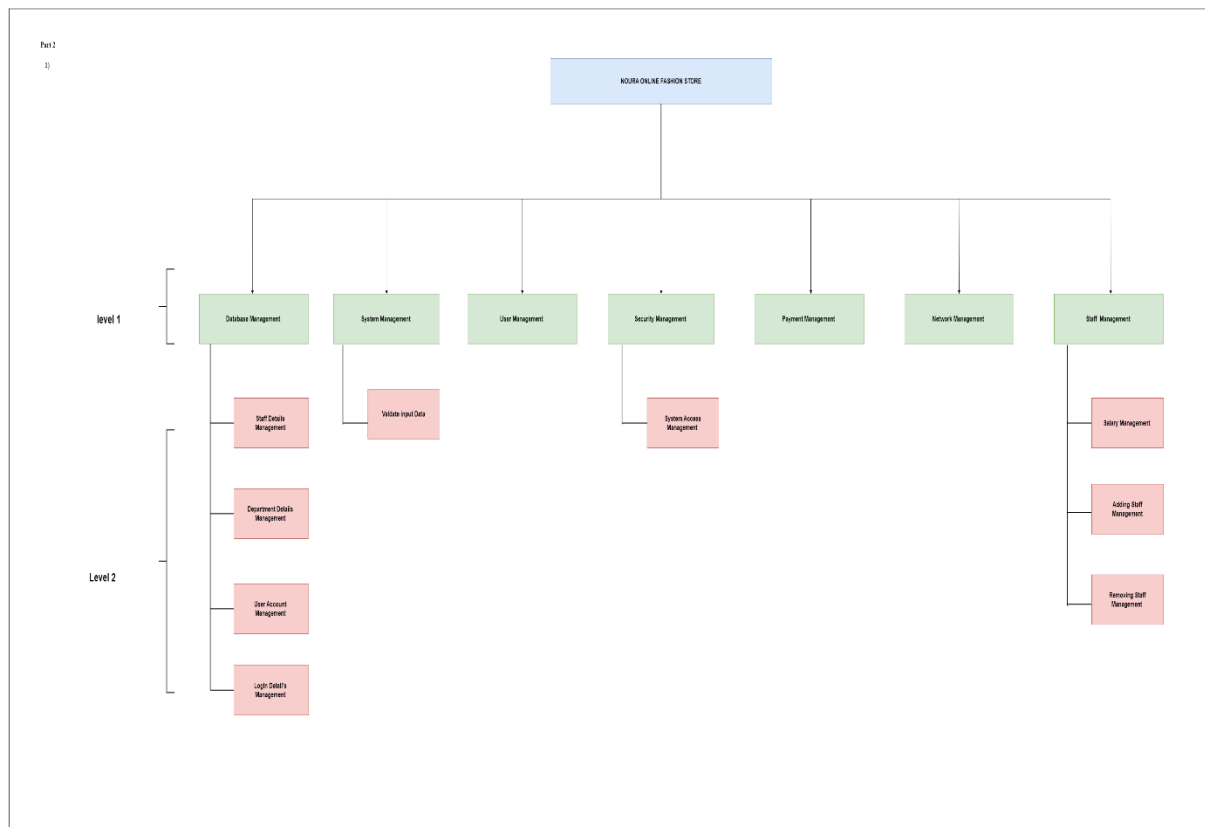 Part 2
1)
NOURA ONLINE FASHION STORE
level 1
Database Management
System Management
User Management
Security Management
Payment Management
Network Management
Staff Management
Level 2
Staff Details
Management
Valdate input Data
System Access
Management
Salary Management
Department Details
Management
Adding Staff
Management
User Account
Management
Removing Staff
Management
Login Detail's
Management